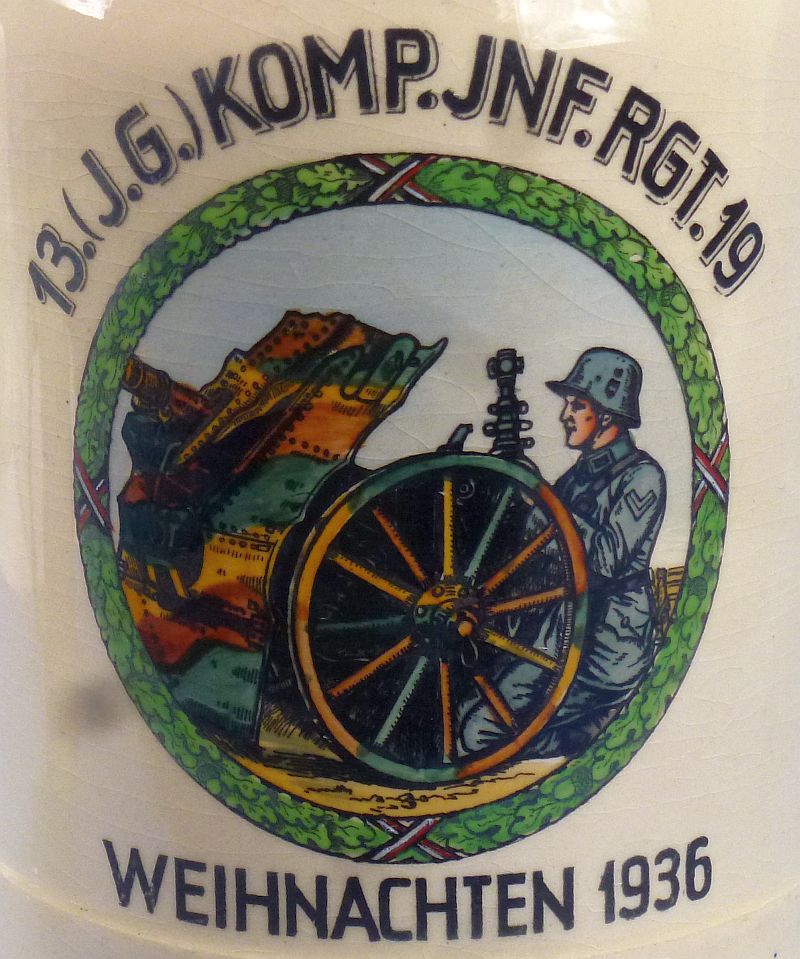 13.(J.G.)KOMP.JNF.RGT.19
WEIHNACHTEN 1936